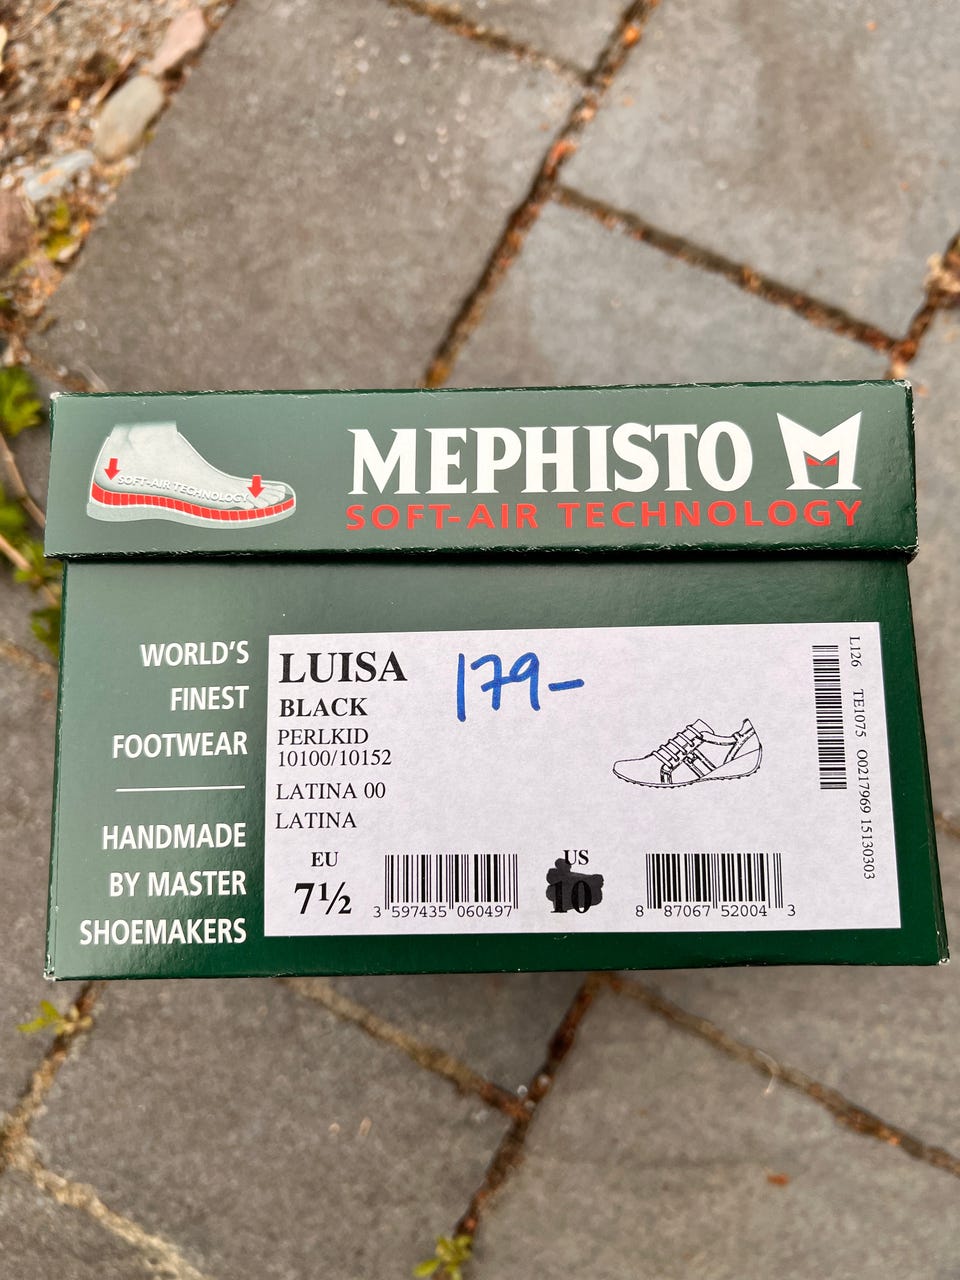 SOFT-AIR TECHNOLOGY
MEPHISTO
SOFT-AIR TECHNOLOGY
WORLD'S
FINEST
FOOTWEAR
HANDMADE
BY MASTER
SHOEMAKERS
LUISA
179-
BLACK
PERLKID
10100/10152
LATINA 00
LATINA
EU
7½
3 597435 060497
US
10
8 87067 52004 3
L126 TE1075 O0217969 15130303